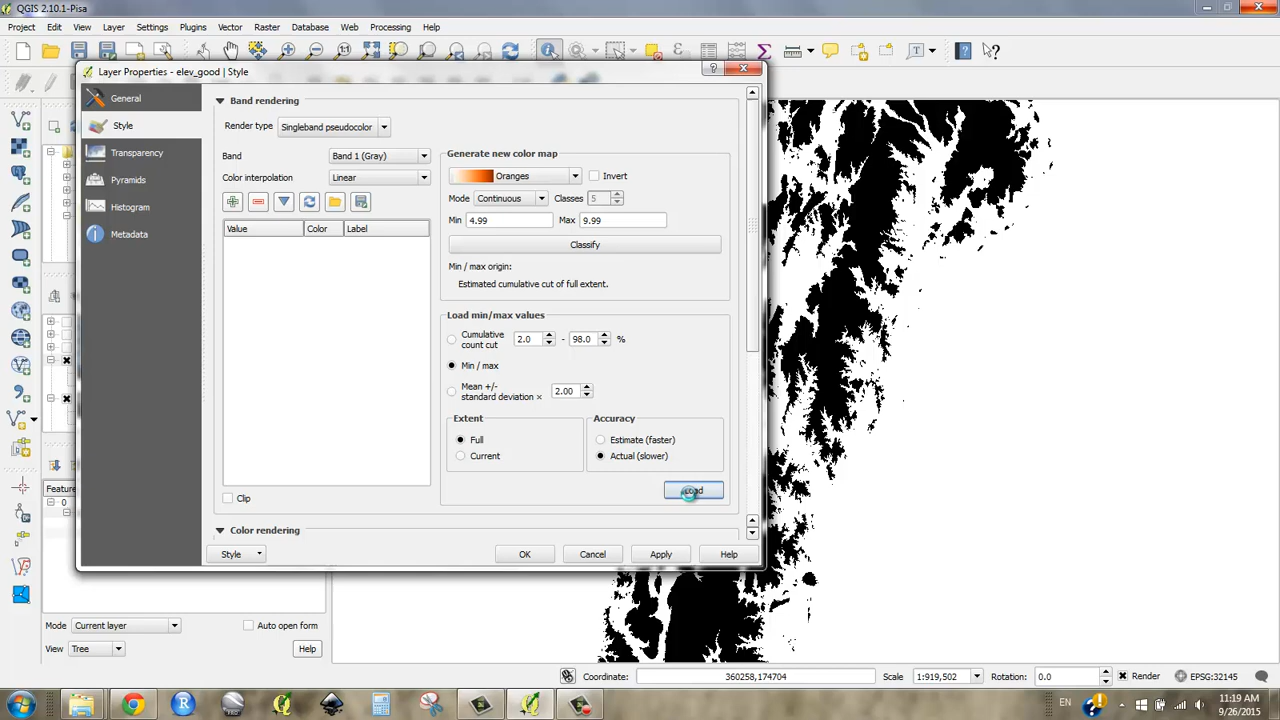 QGIS 2.10.1-Pisa
Project Edit View Layer Settings Plugins Vector Raster Database Web Processing Help
Layer Properties - elev_good | Style
General
Style
Transparency
Pyramids
Histogram
Metadata
Band rendering
Render type Singleband pseudocolor
Band Band 1 (Gray)
Color interpolation Linear
Value Color Label
Clip
Generate new color map
Oranges Invert
Mode Continuous Classes 5
Min 4.99 Max 9.99
Classify
Min / max origin:
Estimated cumulative cut of full extent.
Load min/max values
Cumulative
count cut 2.0 - 98.0 %
Min / max
Mean +/-
standard deviation × 2.00
Extent
Full
Current
Accuracy
Estimate (faster)
Actual (slower)
Load
Color rendering
Style OK Cancel Apply Help
Feature
0
Mode Current layer Auto open form
View Tree Help
Coordinate: 360258,174704 Scale 1:919,502 Rotation: 0.0 Render EPSG:32145
EN
11:19 AM
9/26/2015